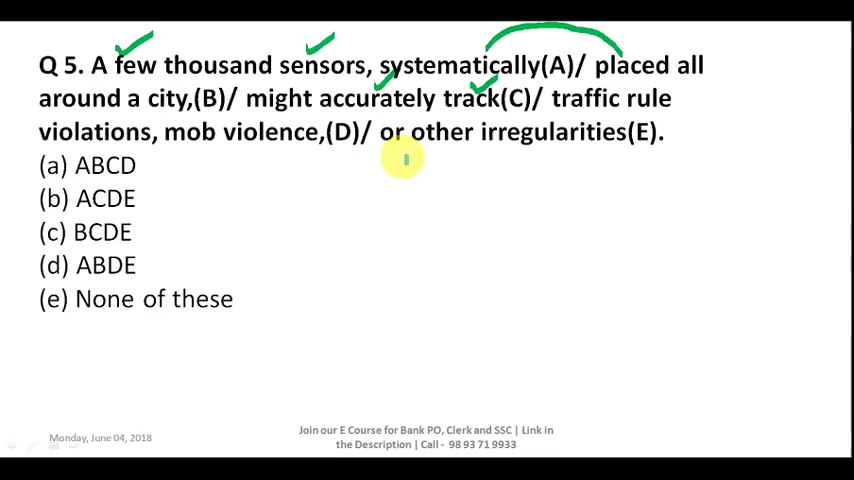 Q 5. A few thousand sensors, systematically(A)/ placed all
around a city,(B)/ might accurately track(C)/ traffic rule
violations, mob violence,(D)/ or other irregularities(E).
(a) ABCD
(b) ACDE
(c) BCDE
(d) ABDE
(e) None of these
Monday, June 04, 2018
Join our E Course for Bank PO, Clerk and SSC | Link in
the Description | Call - 98 93 71 9933